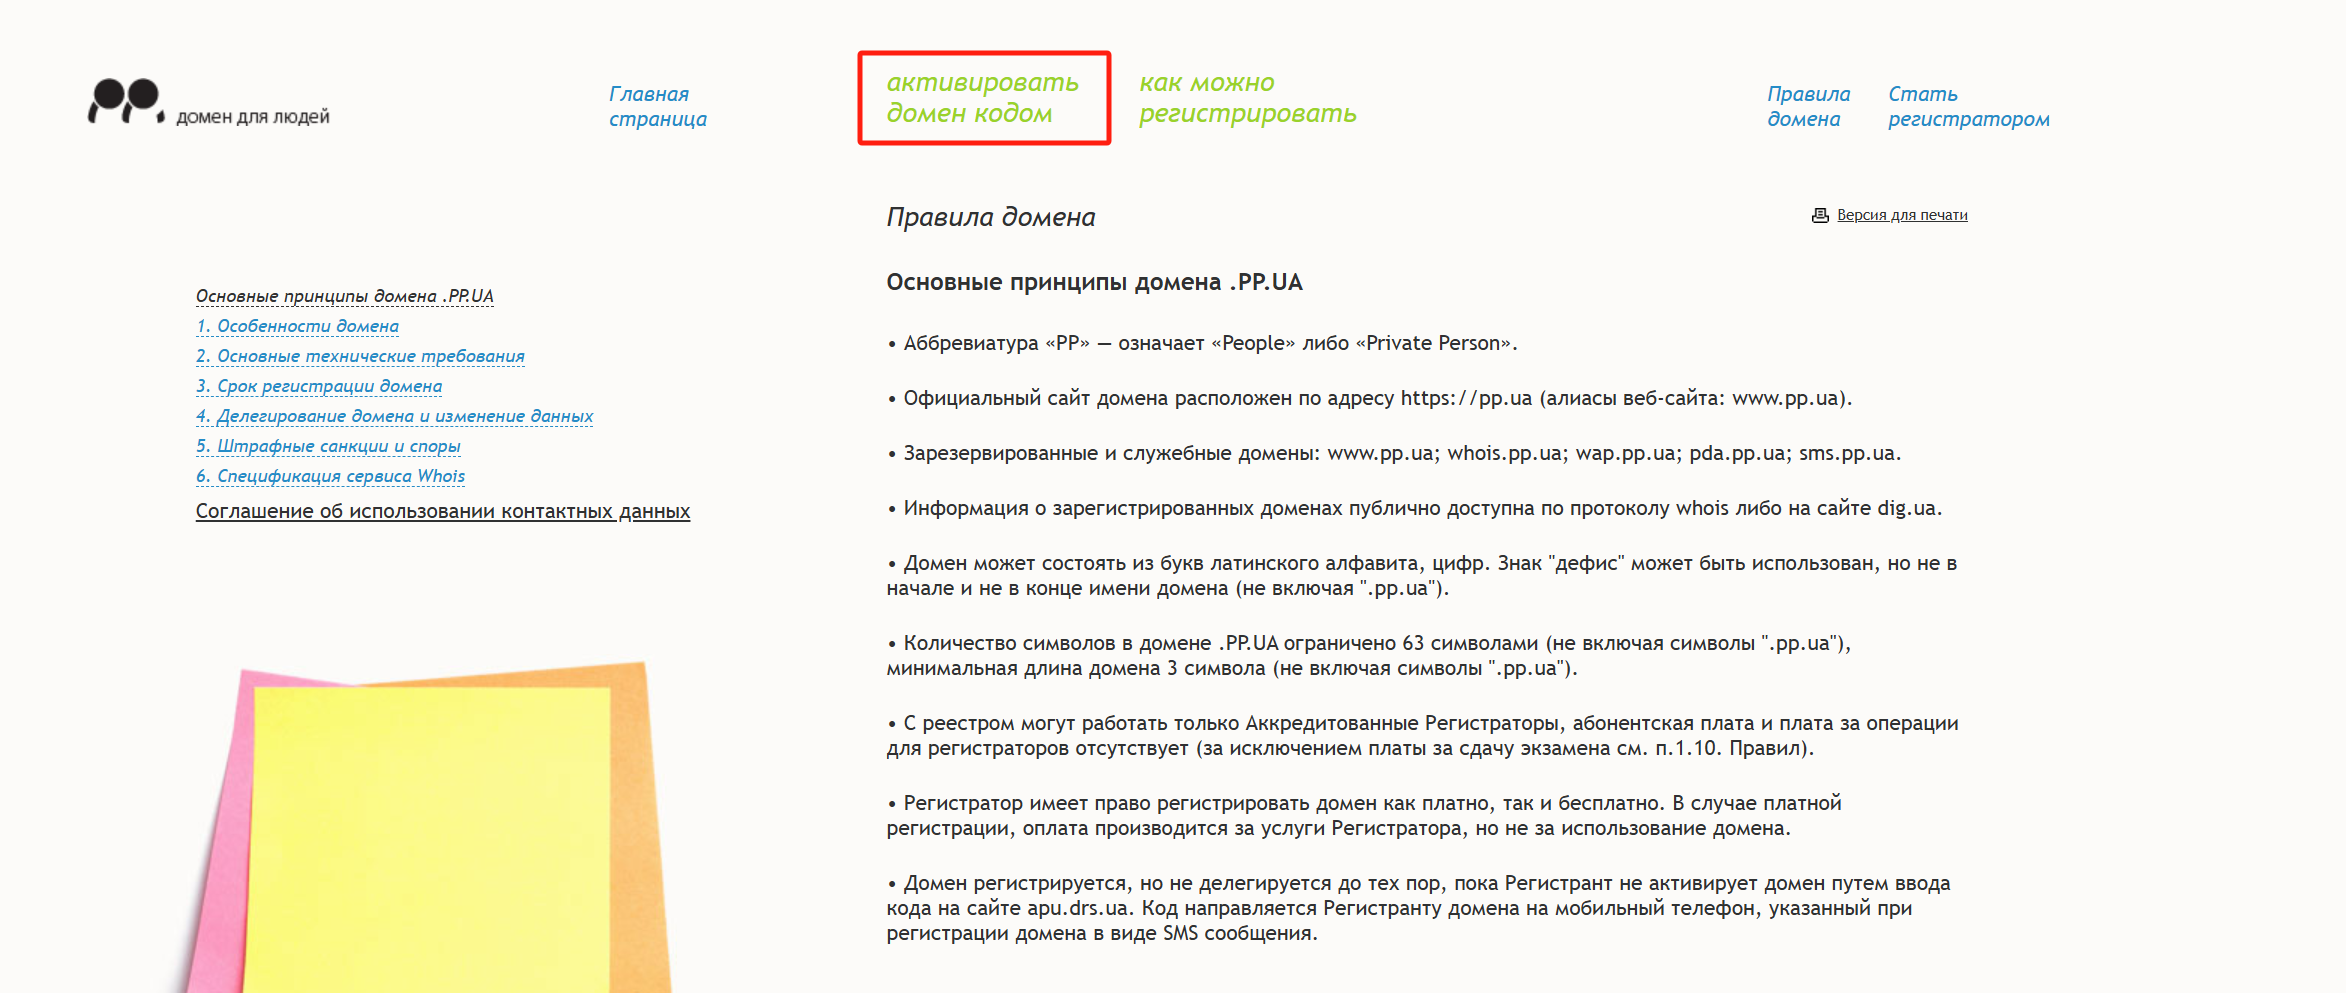 PP. домен для людей
Главная
страница
активировать
домен кодом
как можно
регистрировать
Правила
домена
Стать
регистратором
Правила домена
Версия для печати
Основные принципы домена .PP.UA
1. Особенности домена
2. Основные технические требования
3. Срок регистрации домена
4. Делегирование домена и изменение данных
5. Штрафные санкции и споры
6. Спецификация сервиса Whois
Соглашение об использовании контактных данных
Основные принципы домена .PP.UA
• Аббревиатура «PP» — означает «People» либо «Private Person».
• Официальный сайт домена расположен по адресу https://pp.ua (алиасы веб-сайта: www.pp.ua).
• Зарезервированные и служебные домены: www.pp.ua; whois.pp.ua; wap.pp.ua; pda.pp.ua; sms.pp.ua.
• Информация о зарегистрированных доменах публично доступна по протоколу whois либо на сайте dig.ua.
• Домен может состоять из букв латинского алфавита, цифр. Знак "дефис" может быть использован, но не в
начале и не в конце имени домена (не включая ".pp.ua").
• Количество символов в домене .PP.UA ограничено 63 символами (не включая символы ".pp.ua"),
минимальная длина домена 3 символа (не включая символы ".pp.ua").
• С реестром могут работать только Аккредитованные Регистраторы, абонентская плата и плата за операции
для регистраторов отсутствует (за исключением платы за сдачу экзамена см. п.1.10. Правил).
• Регистратор имеет право регистрировать домен как платно, так и бесплатно. В случае платной
регистрации, оплата производится за услуги Регистратора, но не за использование домена.
• Домен регистрируется, но не делегируется до тех пор, пока Регистрант не активирует домен путем ввода
кода на сайте apu.drs.ua. Код направляется Регистранту домена на мобильный телефон, указанный при
регистрации домена в виде SMS сообщения.